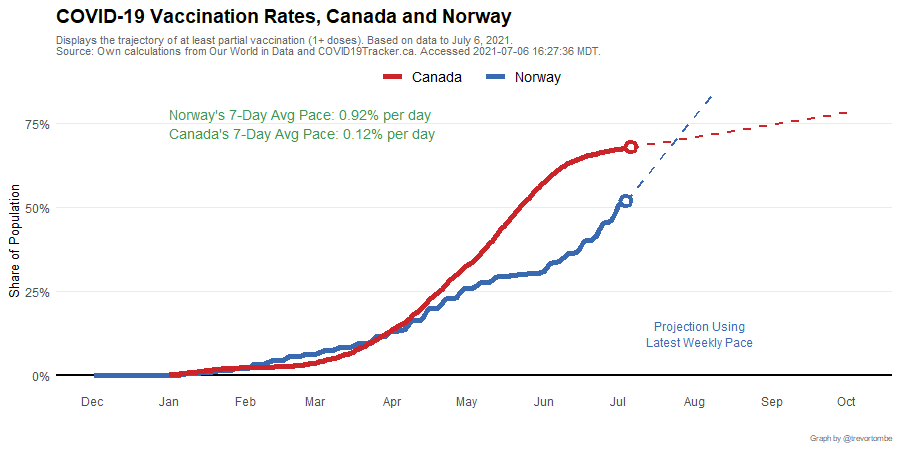 COVID-19 Vaccination Rates, Canada and Norway
Displays the trajectory of at least partial vaccination (1+ doses). Based on data to July 6, 2021.
Source: Own calculations from Our World in Data and COVID19Tracker.ca. Accessed 2021-07-06 16:27:36 MDT.
Canada Norway
Norway's 7-Day Avg Pace: 0.92% per day
Canada's 7-Day Avg Pace: 0.12% per day
75%
50%
25%
0%
Share of Population
Projection Using
Latest Weekly Pace
Dec Jan Feb Mar Apr May Jun Jul Aug Sep Oct
Graph by @trevortombe